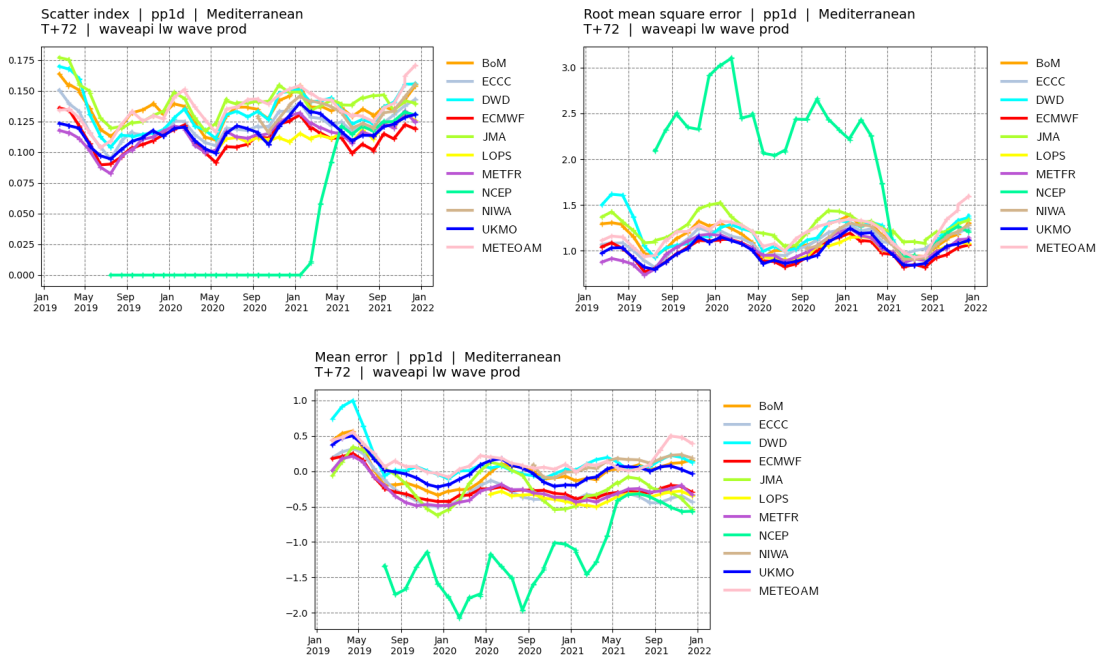 Scatter index | pp1d | Mediterranean
T+72 | waveapi lw wave prod
0.175
0.150
0.125
0.100
0.075
0.050
0.025
0.000
Jan 2019
May 2019
Sep 2019
Jan 2020
May 2020
Sep 2020
Jan 2021
May 2021
Sep 2021
Jan 2022
BoM
ECCC
DWD
ECMWF
JMA
LOPS
METFR
NCEP
NIWA
UKMO
METEOAM
Root mean square error | pp1d | Mediterranean
T+72 | waveapi lw wave prod
3.0
2.5
2.0
1.5
1.0
Jan 2019
May 2019
Sep 2019
Jan 2020
May 2020
Sep 2020
Jan 2021
May 2021
Sep 2021
Jan 2022
BoM
ECCC
DWD
ECMWF
JMA
LOPS
METFR
NCEP
NIWA
UKMO
METEOAM
Mean error | pp1d | Mediterranean
T+72 | waveapi lw wave prod
1.0
0.5
0.0
−0.5
−1.0
−1.5
−2.0
Jan 2019
May 2019
Sep 2019
Jan 2020
May 2020
Sep 2020
Jan 2021
May 2021
Sep 2021
Jan 2022
BoM
ECCC
DWD
ECMWF
JMA
LOPS
METFR
NCEP
NIWA
UKMO
METEOAM